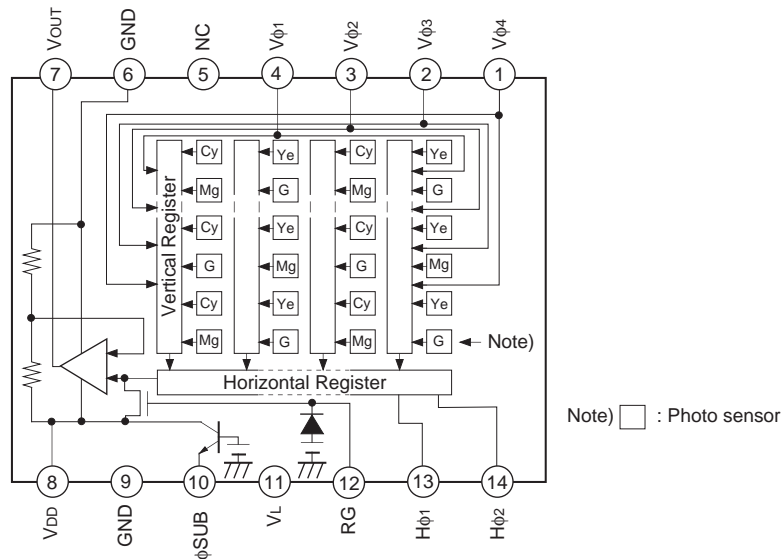 VOUT GND NC Vϕ1 Vϕ2 Vϕ3 Vϕ4
7 6 5 4 3 2 1
Vertical Register
Cy Ye Cy Ye
Mg G Mg G
Cy Ye Cy Ye
G Mg G Mg
Cy Ye Cy Ye
Mg G Mg G
Note)
Horizontal Register
Note) : Photo sensor
8 9 10 11 12 13 14
VDD GND ϕSUB VL RG Hϕ1 Hϕ2